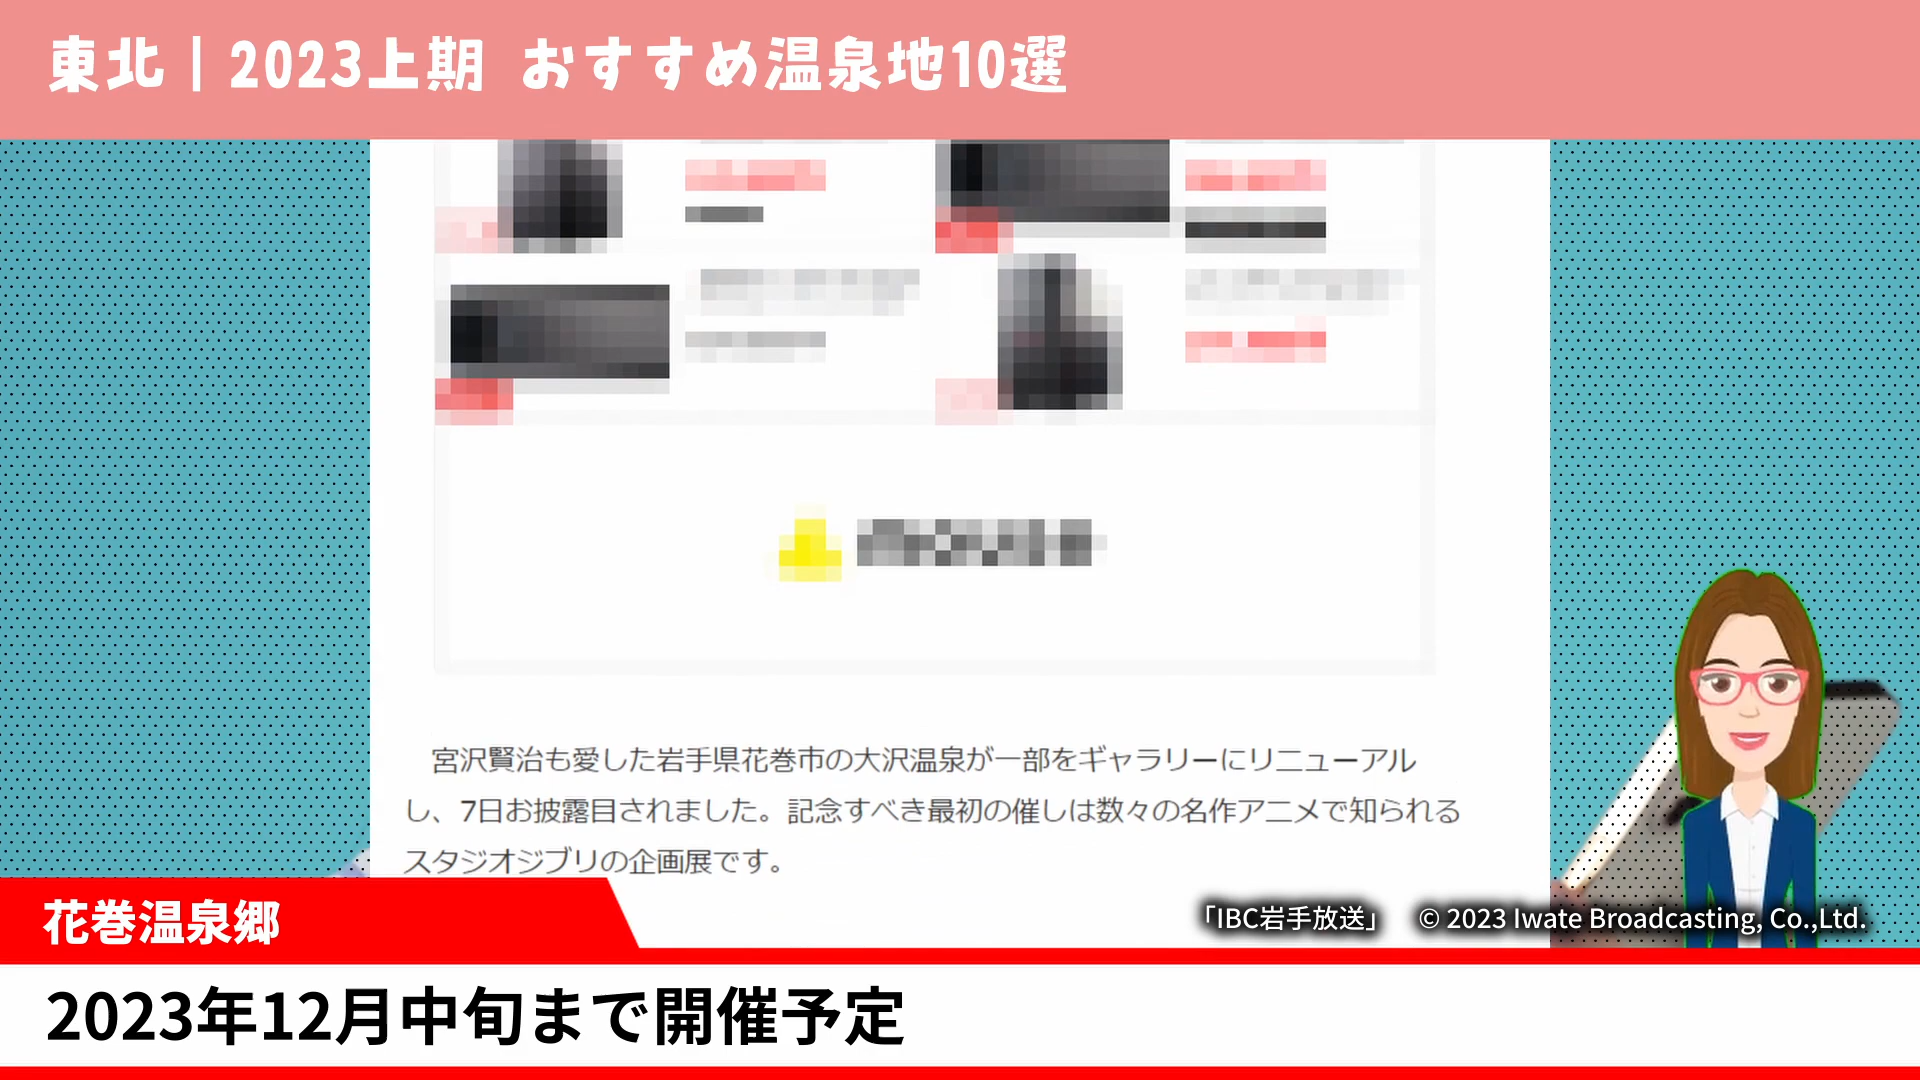 東北｜2023上期 おすすめ温泉地10選
宮沢賢治も愛した岩手県花巻市の大沢温泉が一部をギャラリーにリニューアル
し、7日お披露目されました。記念すべき最初の催しは数々の名作アニメで知られる
スタジオジブリの企画展です。
花巻温泉郷
「IBC岩手放送」 © 2023 Iwate Broadcasting, Co.,Ltd.
2023年12月中旬まで開催予定